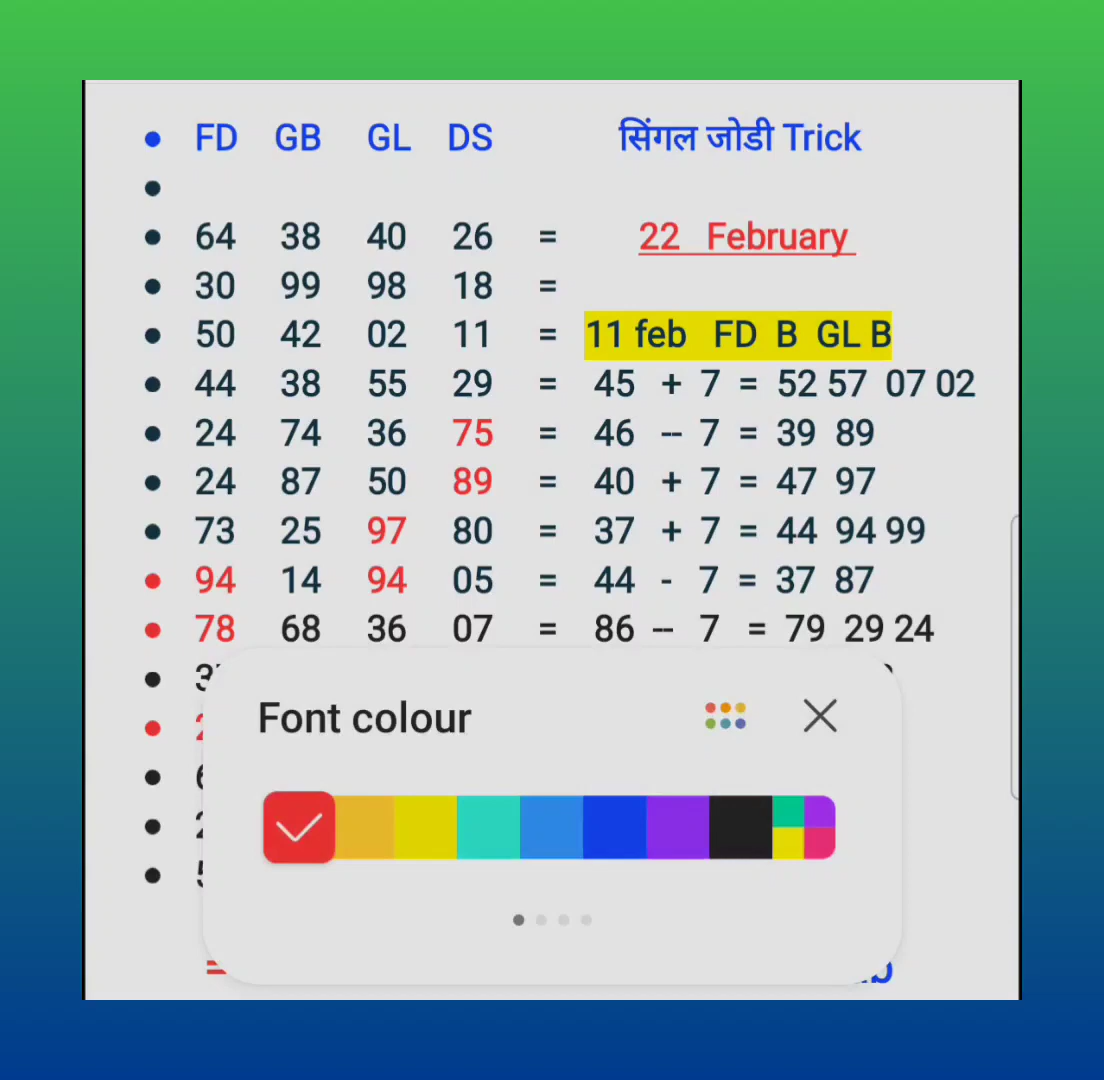 • FD GB GL DS सिंगल जोडी Trick
•
• 64 38 40 26 = 22 February
• 30 99 98 18 =
• 50 42 02 11 = 11 feb FD B GL B
• 44 38 55 29 = 45 + 7 = 52 57 07 02
• 24 74 36 75 = 46 -- 7 = 39 89
• 24 87 50 89 = 40 + 7 = 47 97
• 73 25 97 80 = 37 + 7 = 44 94 99
• 94 14 94 05 = 44 - 7 = 37 87
• 78 68 36 07 = 86 -- 7 = 79 29 24
Font colour